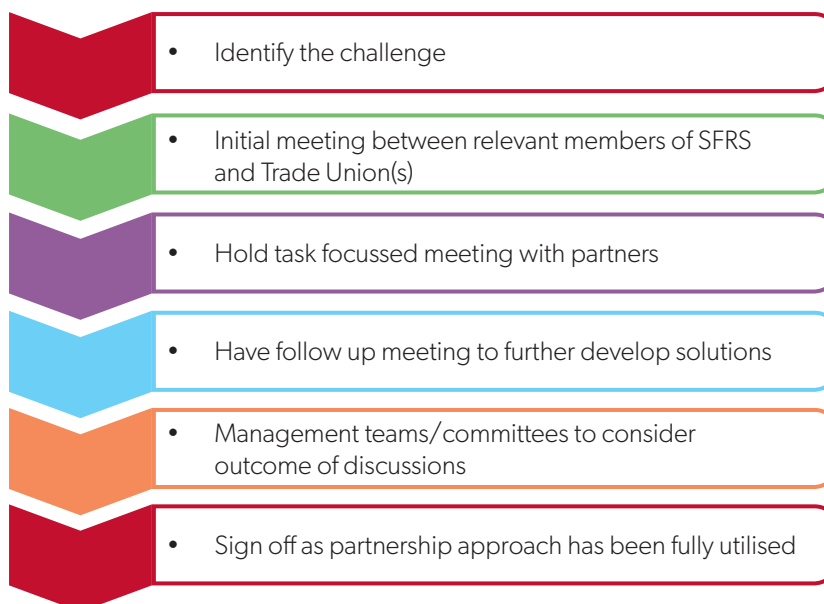 • Identify the challenge
• Initial meeting between relevant members of SFRS
and Trade Union(s)
• Hold task focussed meeting with partners
• Have follow up meeting to further develop solutions
• Management teams/committees to consider
outcome of discussions
• Sign off as partnership approach has been fully utilised